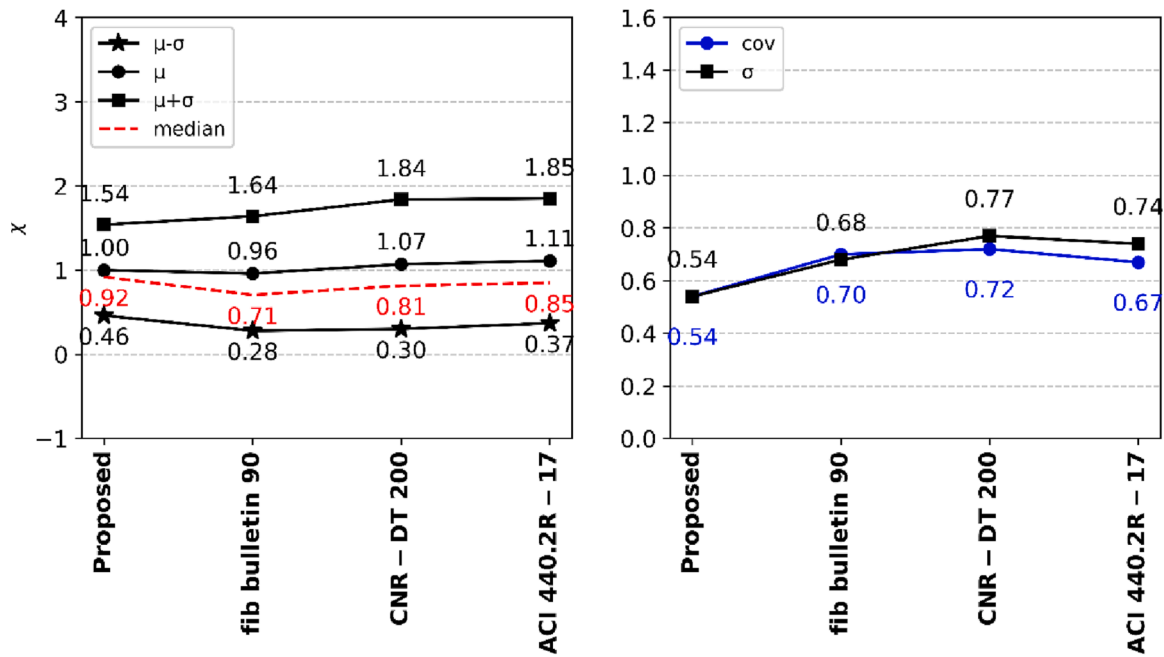 4
3
2
1
0
−1
χ
μ-σ
μ
μ+σ
median
1.54
1.64
1.84
1.85
1.00
0.96
1.07
1.11
0.92
0.71
0.81
0.85
0.46
0.28
0.30
0.37
Proposed
fib bulletin 90
CNR − DT 200
ACI 440.2R − 17
1.6
1.4
1.2
1.0
0.8
0.6
0.4
0.2
0.0
cov
σ
0.54
0.68
0.77
0.74
0.54
0.70
0.72
0.67
Proposed
fib bulletin 90
CNR − DT 200
ACI 440.2R − 17